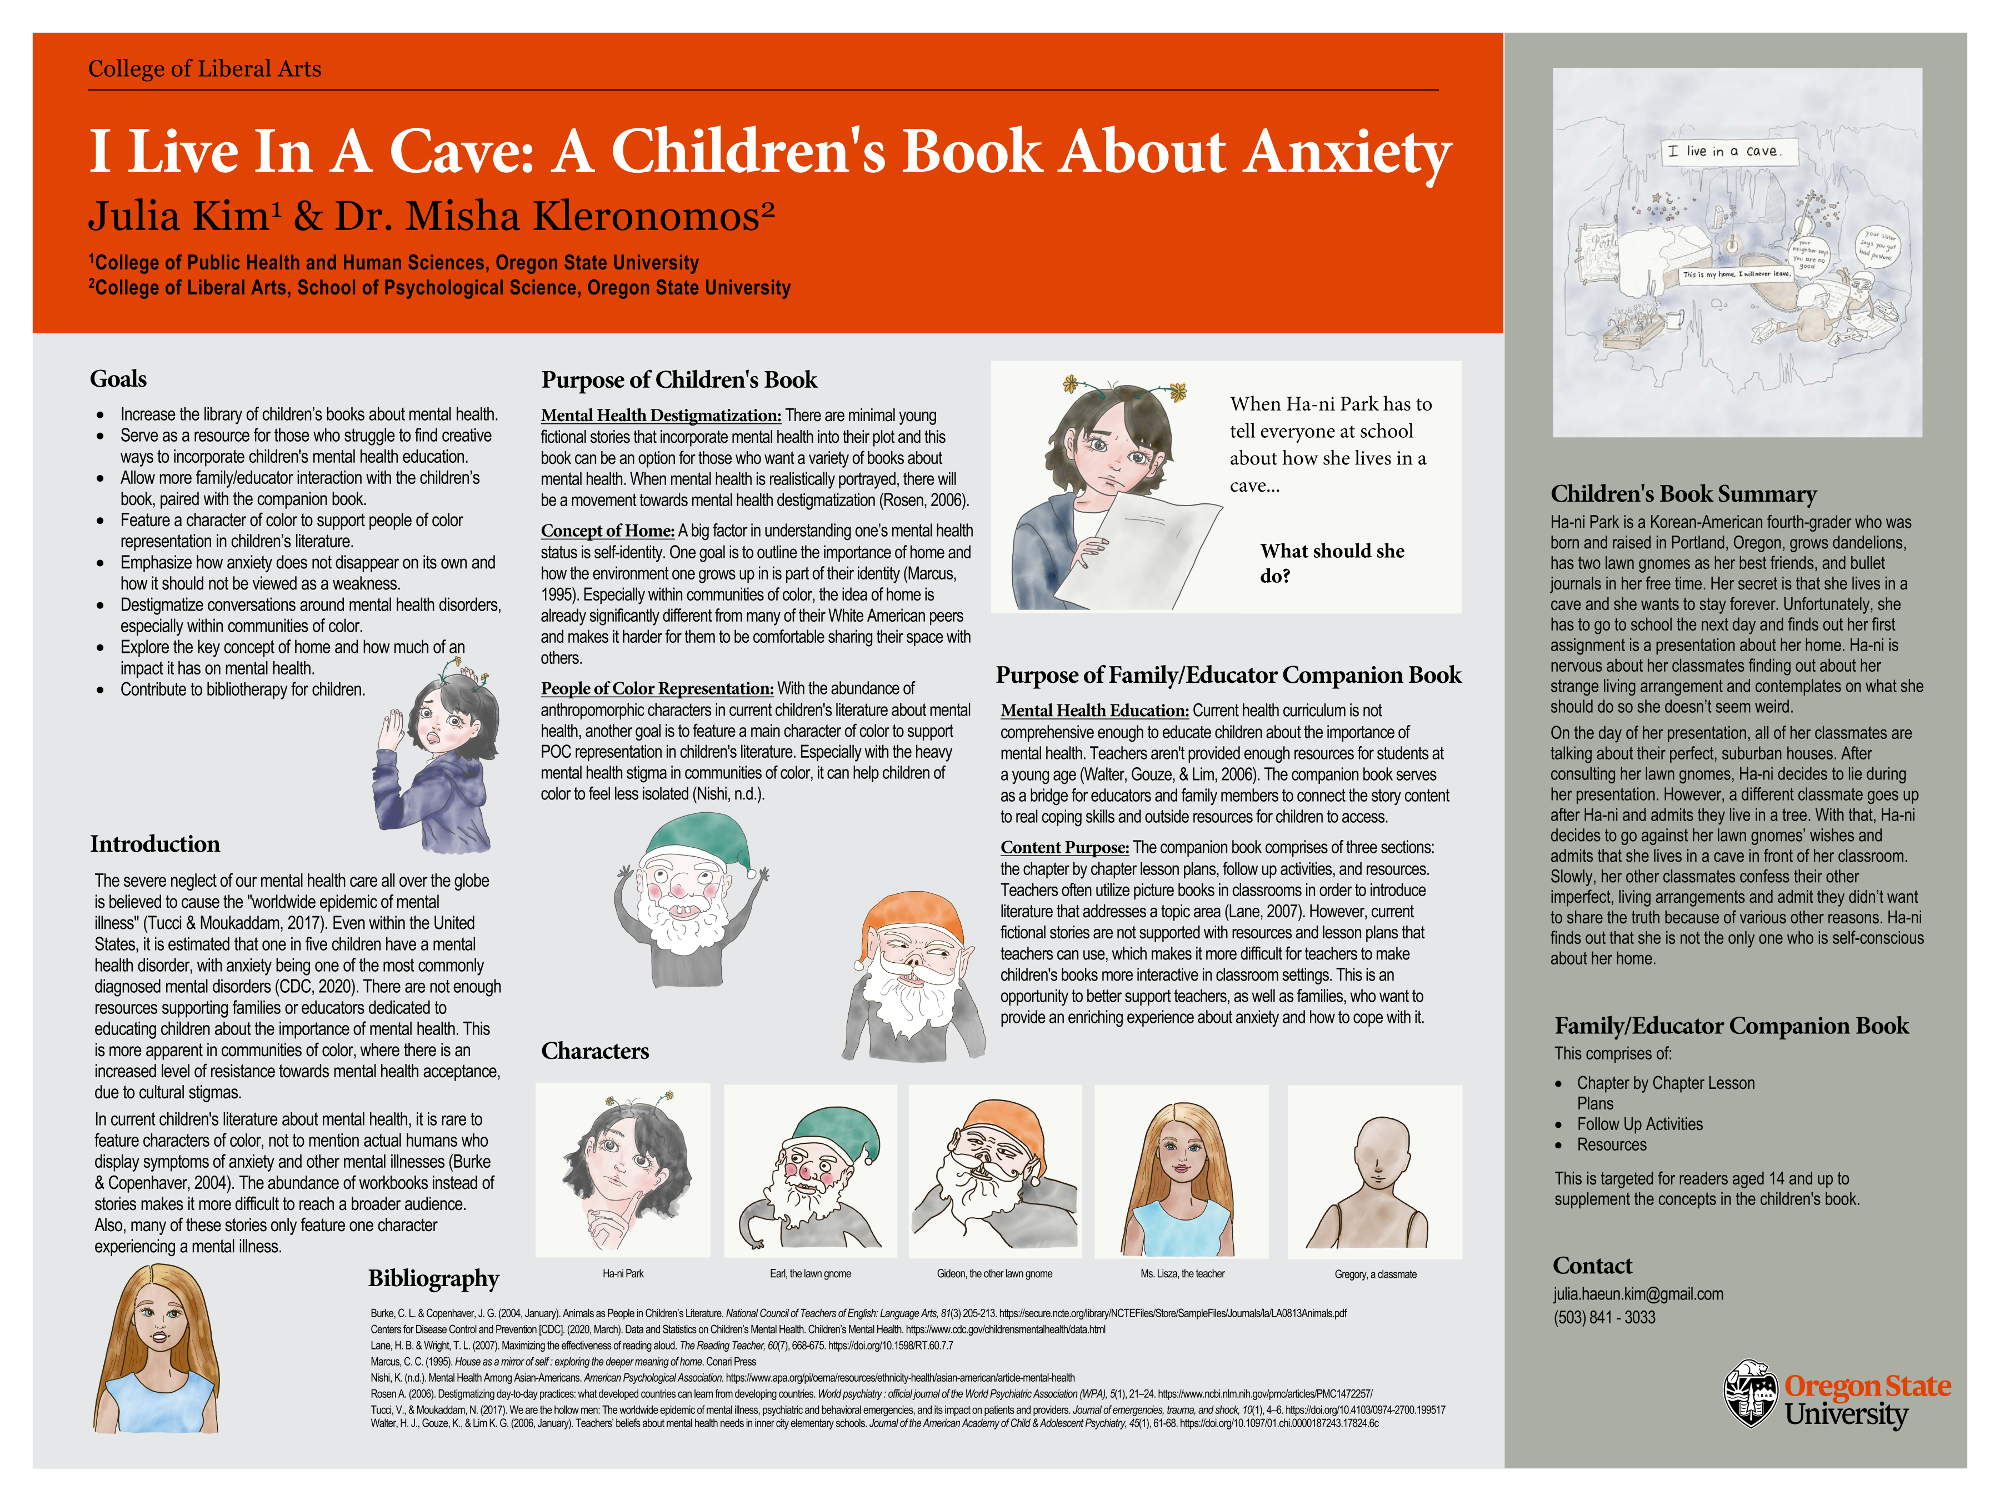 College of Liberal Arts
I Live In A Cave: A Children's Book About Anxiety
Julia Kim¹ & Dr. Misha Kleronomos²
¹College of Public Health and Human Sciences, Oregon State University
²College of Liberal Arts, School of Psychological Science, Oregon State University
Goals
• Increase the library of children's books about mental health.
• Serve as a resource for those who struggle to find creative
ways to incorporate children's mental health education.
• Allow more family/educator interaction with the children's
book, paired with the companion book.
• Feature a character of color to support people of color
representation in children's literature.
• Emphasize how anxiety does not disappear on its own and
how it should not be viewed as a weakness.
• Destigmatize conversations around mental health disorders,
especially within communities of color.
• Explore the key concept of home and how much of an
impact it has on mental health.
• Contribute to bibliotherapy for children.
Introduction
The severe neglect of our mental health care all over the globe
is believed to cause the "worldwide epidemic of mental
illness" (Tucci & Moukaddam, 2017). Even within the United
States, it is estimated that one in five children have a mental
health disorder, with anxiety being one of the most commonly
diagnosed mental disorders (CDC, 2020). There are not enough
resources supporting families or educators dedicated to
educating children about the importance of mental health. This
is more apparent in communities of color, where there is an
increased level of resistance towards mental health acceptance,
due to cultural stigmas.
In current children's literature about mental health, it is rare to
feature characters of color, not to mention actual humans who
display symptoms of anxiety and other mental illnesses (Burke
& Copenhaver, 2004). The abundance of workbooks instead of
stories makes it more difficult to reach a broader audience.
Also, many of these stories only feature one character
experiencing a mental illness.
Purpose of Children's Book
Mental Health Destigmatization: There are minimal young
fictional stories that incorporate mental health into their plot and this
book can be an option for those who want a variety of books about
mental health. When mental health is realistically portrayed, there will
be a movement towards mental health destigmatization (Rosen, 2006).
Concept of Home: A big factor in understanding one's mental health
status is self-identity. One goal is to outline the importance of home and
how the environment one grows up in is part of their identity (Marcus,
1995). Especially within communities of color, the idea of home is
already significantly different from many of their White American peers
and makes it harder for them to be comfortable sharing their space with
others.
People of Color Representation: With the abundance of
anthropomorphic characters in current children's literature about mental
health, another goal is to feature a main character of color to support
POC representation in children's literature. Especially with the heavy
mental health stigma in communities of color, it can help children of
color to feel less isolated (Nishi, n.d.).
When Ha-ni Park has to
tell everyone at school
about how she lives in a
cave...
What should she
do?
Purpose of Family/Educator Companion Book
Mental Health Education: Current health curriculum is not
comprehensive enough to educate children about the importance of
mental health. Teachers aren't provided enough resources for students at
a young age (Walter, Gouze, & Lim, 2006). The companion book serves
as a bridge for educators and family members to connect the story content
to real coping skills and outside resources for children to access.
Content Purpose: The companion book comprises of three sections:
the chapter by chapter lesson plans, follow up activities, and resources.
Teachers often utilize picture books in classrooms in order to introduce
literature that addresses a topic area (Lane, 2007). However, current
fictional stories are not supported with resources and lesson plans that
teachers can use, which makes it more difficult for teachers to make
children's books more interactive in classroom settings. This is an
opportunity to better support teachers, as well as families, who want to
provide an enriching experience about anxiety and how to cope with it.
Characters
Ha-ni Park
Earl, the lawn gnome
Gideon, the other lawn gnome
Ms. Lisza, the teacher
Gregory, a classmate
Bibliography
Burke, C. L. & Copenhaver, J. G. (2004, January). Animals as People in Children's Literature. National Council of Teachers of English: Language Arts, 81(3) 205-213. https://secure.ncte.org/library/NCTEFiles/Store/SampleFiles/Journals/la/LA0813Animals.pdf
Centers for Disease Control and Prevention [CDC]. (2020, March). Data and Statistics on Children's Mental Health. Children's Mental Health. https://www.cdc.gov/childrensmentalhealth/data.html
Lane, H. B. & Wright, T. L. (2007). Maximizing the effectiveness of reading aloud. The Reading Teacher, 60(7), 668-675. https://doi.org/10.1598/RT.60.7.7
Marcus, C. C. (1995). House as a mirror of self : exploring the deeper meaning of home. Conari Press
Nishi, K. (n.d.). Mental Health Among Asian-Americans. American Psychological Association. https://www.apa.org/pi/oema/resources/ethnicity-health/asian-american/article-mental-health
Rosen A. (2006). Destigmatizing day-to-day practices: what developed countries can learn from developing countries. World psychiatry : official journal of the World Psychiatric Association (WPA), 5(1), 21–24. https://www.ncbi.nlm.nih.gov/pmc/articles/PMC1472257/
Tucci, V., & Moukaddam, N. (2017). We are the hollow men: The worldwide epidemic of mental illness, psychiatric and behavioral emergencies, and its impact on patients and providers. Journal of emergencies, trauma, and shock, 10(1), 4–6. https://doi.org/10.4103/0974-2700.199517
Walter, H. J., Gouze, K., & Lim K. G. (2006, January). Teachers' beliefs about mental health needs in inner city elementary schools. Journal of the American Academy of Child & Adolescent Psychiatry, 45(1), 61-68. https://doi.org/10.1097/01.chi.0000187243.17824.6c
I live in a cave.
your
neighbor says
you are no
good.
your sister
says you got
bad posture.
This is my home. I will never leave.
Children's Book Summary
Ha-ni Park is a Korean-American fourth-grader who was
born and raised in Portland, Oregon, grows dandelions,
has two lawn gnomes as her best friends, and bullet
journals in her free time. Her secret is that she lives in a
cave and she wants to stay forever. Unfortunately, she
has to go to school the next day and finds out her first
assignment is a presentation about her home. Ha-ni is
nervous about her classmates finding out about her
strange living arrangement and contemplates on what she
should do so she doesn't seem weird.
On the day of her presentation, all of her classmates are
talking about their perfect, suburban houses. After
consulting her lawn gnomes, Ha-ni decides to lie during
her presentation. However, a different classmate goes up
after Ha-ni and admits they live in a tree. With that, Ha-ni
decides to go against her lawn gnomes' wishes and
admits that she lives in a cave in front of her classroom.
Slowly, her other classmates confess their other
imperfect, living arrangements and admit they didn't want
to share the truth because of various other reasons. Ha-ni
finds out that she is not the only one who is self-conscious
about her home.
Family/Educator Companion Book
This comprises of:
• Chapter by Chapter Lesson
Plans
• Follow Up Activities
• Resources
This is targeted for readers aged 14 and up to
supplement the concepts in the children's book.
Contact
julia.haeun.kim@gmail.com
(503) 841 - 3033
Oregon State
University